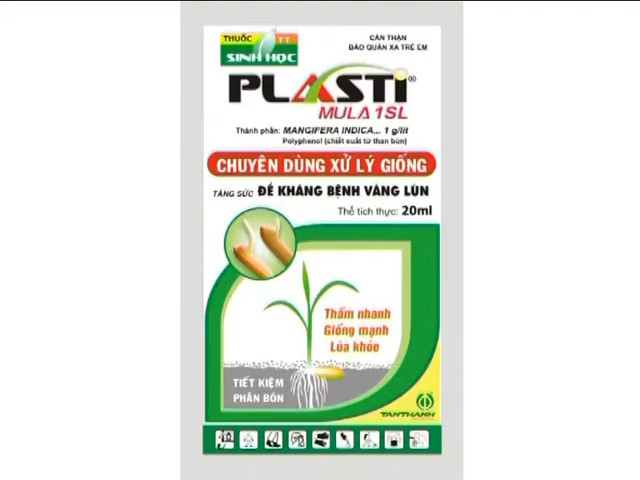 THUỐC TT
SINH HỌC
CẨN THẬN
BẢO QUẢN XA TRẺ EM
PLASTI®
MULA 1SL
Thành phần: MANGIFERA INDICA... 1 g/lít
Polyphenol (chiết suất từ than bùn)
CHUYÊN DÙNG XỬ LÝ GIỐNG
TĂNG SỨC ĐỀ KHÁNG BỆNH VÀNG LÙN
Thể tích thực: 20ml
Thấm nhanh
Giống mạnh
Lúa khỏe
TIẾT KIỆM
PHÂN BÓN
TANTHANH